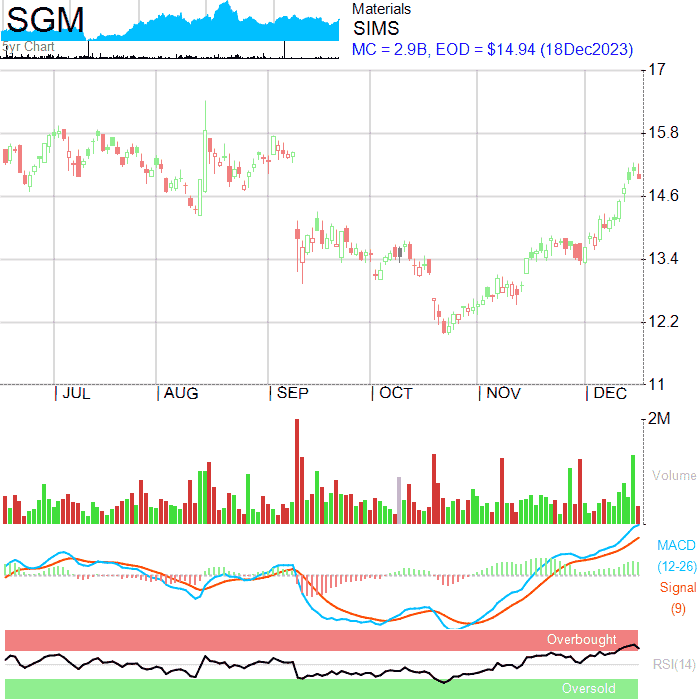 SGM
5yr Chart
Materials
SIMS
MC = 2.9B, EOD = $14.94 (18Dec2023)
17
15.8
14.6
13.4
12.2
11
JUL AUG SEP OCT NOV DEC
2M
Volume
MACD
(12-26)
Signal
(9)
Overbought
RSI(14)
Oversold